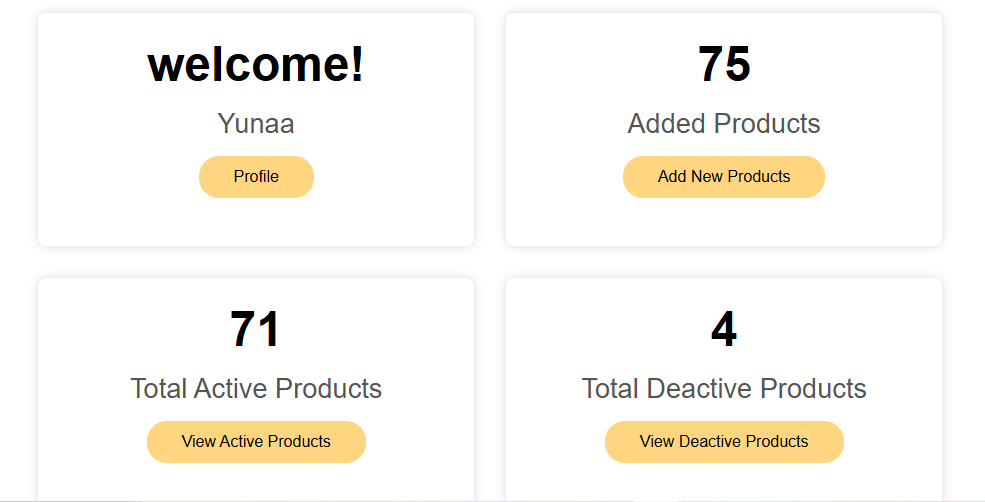 welcome!
Yunaa
Profile
75
Added Products
Add New Products
71
Total Active Products
View Active Products
4
Total Deactive Products
View Deactive Products